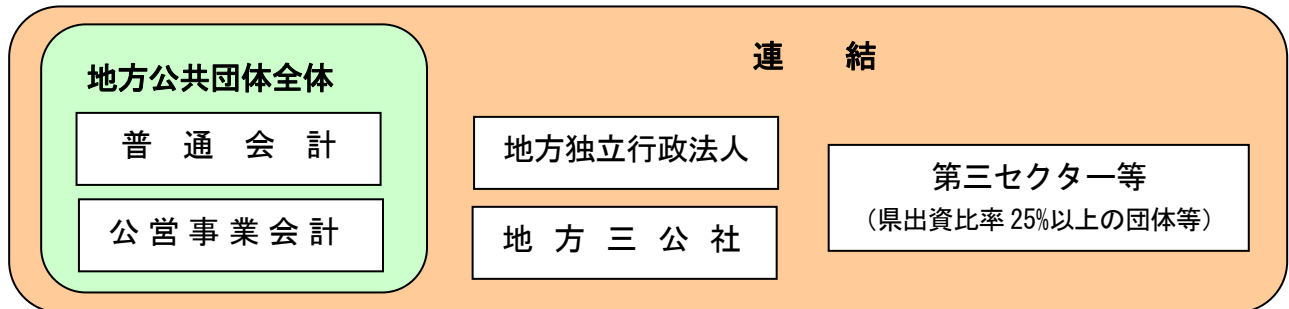 連結
地方公共団体全体
普通会計
公営事業会計
地方独立行政法人
地方三公社
第三セクター等
（県出資比率 25%以上の団体等）